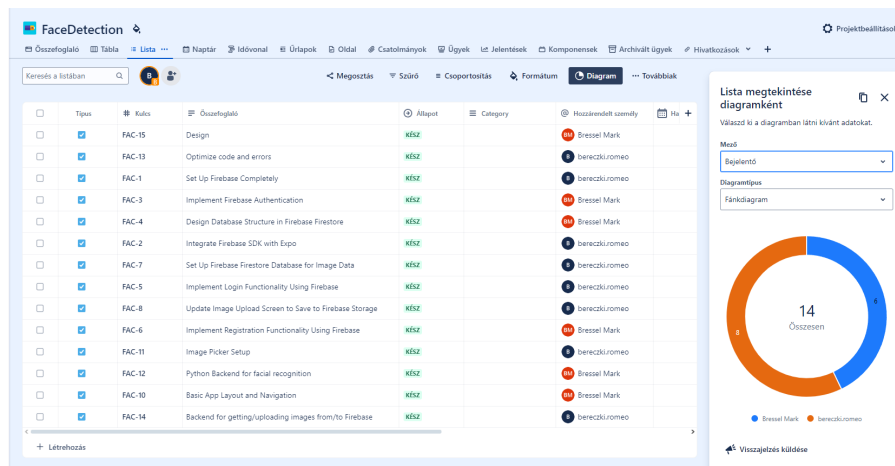 FaceDetection
Projektbeállítások
Összefoglaló Tábla Lista Naptár Idővonal Űrlapok Oldal Csatolmányok Ügyek Jelentések Komponensek Archivált ügyek Hivatkozások +
Keresés a listában B Megosztás Szűrő Csoportosítás Formátum Diagram Továbbiak
Típus # Kulcs Összefoglaló Állapot Category Hozzárendelt személy Ha +
FAC-15 Design KÉSZ BM Bressel Mark
FAC-13 Optimize code and errors KÉSZ B bereczki.romeo
FAC-1 Set Up Firebase Completely KÉSZ B bereczki.romeo
FAC-3 Implement Firebase Authentication KÉSZ BM Bressel Mark
FAC-4 Design Database Structure in Firebase Firestore KÉSZ BM Bressel Mark
FAC-2 Integrate Firebase SDK with Expo KÉSZ B bereczki.romeo
FAC-7 Set Up Firebase Firestore Database for Image Data KÉSZ B bereczki.romeo
FAC-5 Implement Login Functionality Using Firebase KÉSZ B bereczki.romeo
FAC-8 Update Image Upload Screen to Save to Firebase Storage KÉSZ B bereczki.romeo
FAC-6 Implement Registration Functionality Using Firebase KÉSZ BM Bressel Mark
FAC-11 Image Picker Setup KÉSZ B bereczki.romeo
FAC-12 Python Backend for facial recognition KÉSZ BM Bressel Mark
FAC-10 Basic App Layout and Navigation KÉSZ BM Bressel Mark
FAC-14 Backend for getting/uploading images from/to Firebase KÉSZ B bereczki.romeo
+ Létrehozás
Lista megtekintése
diagramként
Válaszd ki a diagramban látni kívánt adatokat.
Mező
Bejelentő
Diagramtípus
Fánkdiagram
6
14
Összesen
8
Bressel Mark bereczki.romeo
Visszajelzés küldése